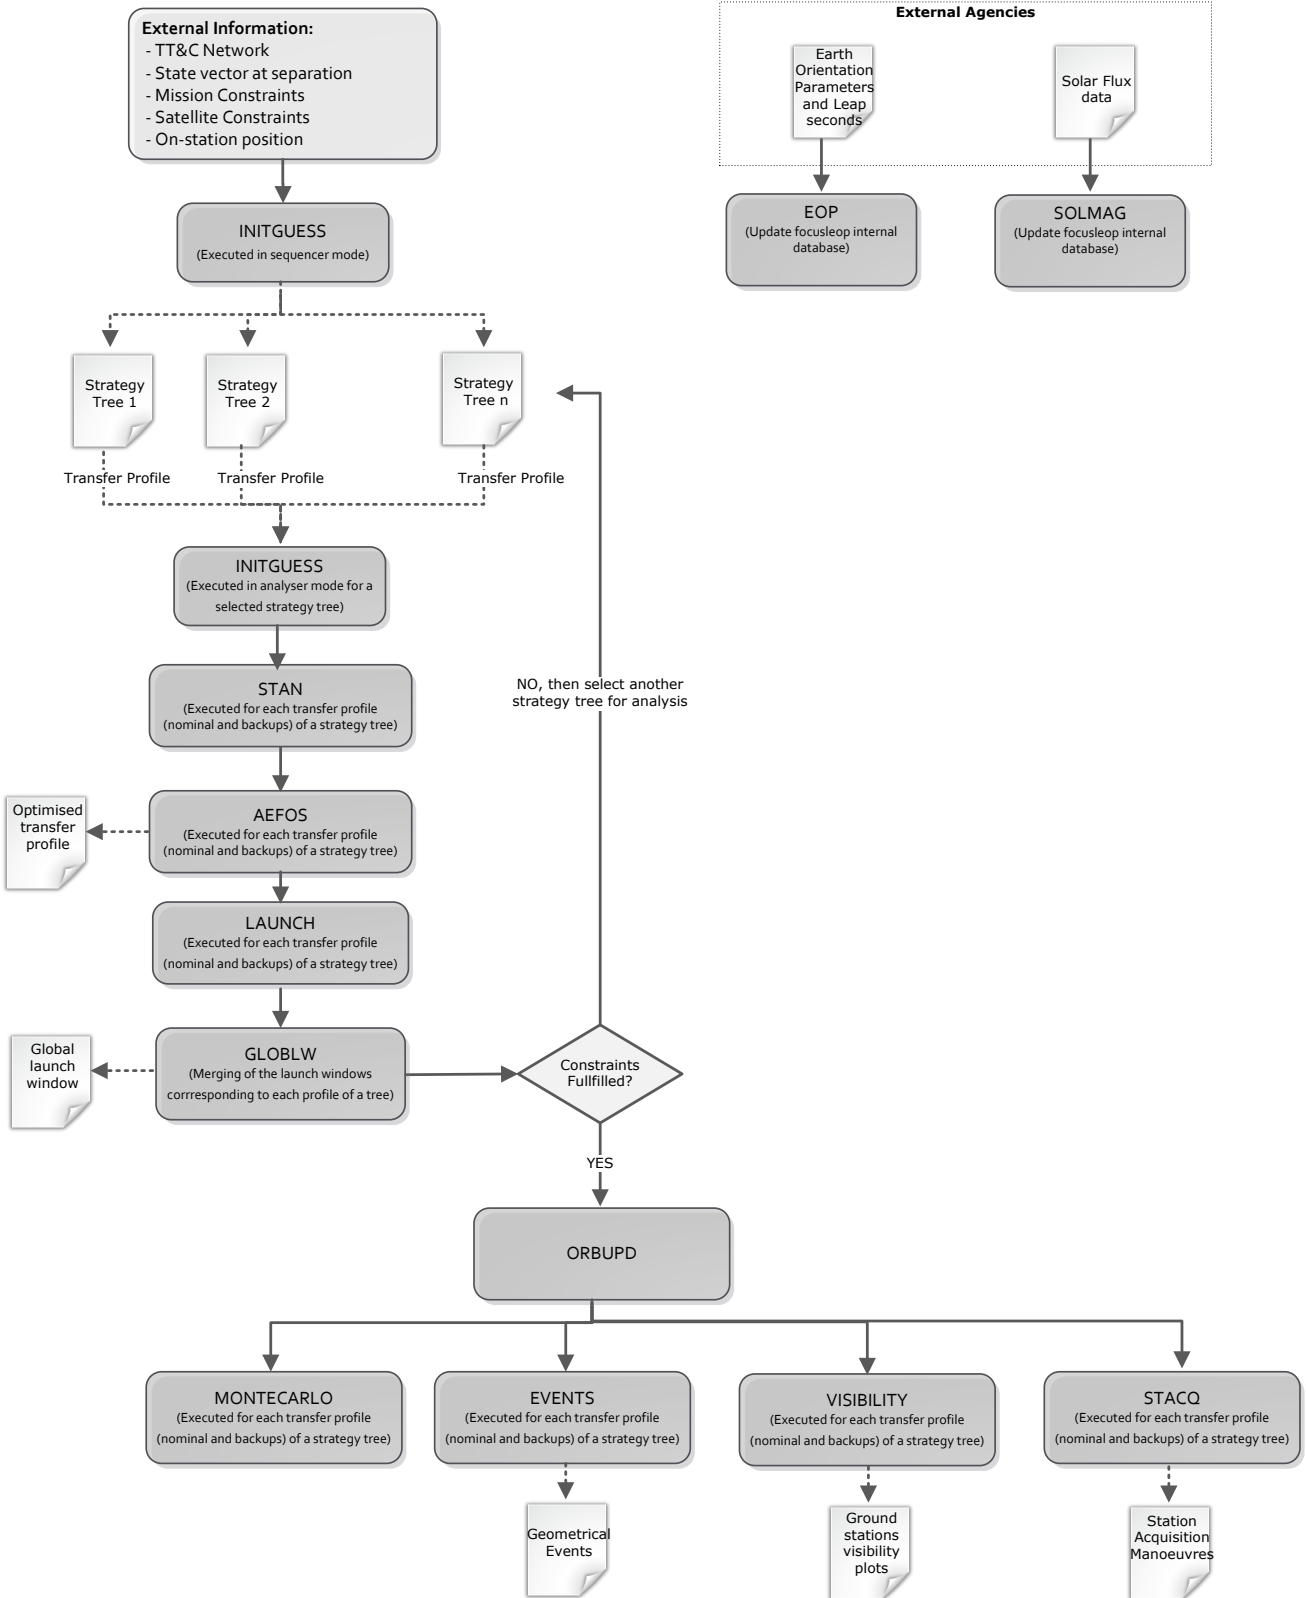 External Information:
- TT&C Network
- State vector at separation
- Mission Constraints
- Satellite Constraints
- On-station position
External Agencies
Earth
Orientation
Parameters
and Leap
seconds
Solar Flux
data
EOP
(Update focusleop internal
database)
SOLMAG
(Update focusleop internal
database)
INITGUESS
(Executed in sequencer mode)
Strategy
Tree 1
Strategy
Tree 2
Strategy
Tree n
Transfer Profile
Transfer Profile
Transfer Profile
INITGUESS
(Executed in analyser mode for a
selected strategy tree)
STAN
(Executed for each transfer profile
(nominal and backups) of a strategy tree)
NO, then select another
strategy tree for analysis
AEFOS
(Executed for each transfer profile
(nominal and backups) of a strategy tree)
Optimised
transfer
profile
LAUNCH
(Executed for each transfer profile
(nominal and backups) of a strategy tree)
GLOBLW
(Merging of the launch windows
corrresponding to each profile of a tree)
Global
launch
window
Constraints
Fullfilled?
YES
ORBUPD
MONTECARLO
(Executed for each transfer profile
(nominal and backups) of a strategy tree)
EVENTS
(Executed for each transfer profile
(nominal and backups) of a strategy tree)
VISIBILITY
(Executed for each transfer profile
(nominal and backups) of a strategy tree)
STACQ
(Executed for each transfer profile
(nominal and backups) of a strategy tree)
Geometrical
Events
Ground
stations
visibility
plots
Station
Acquisition
Manoeuvres